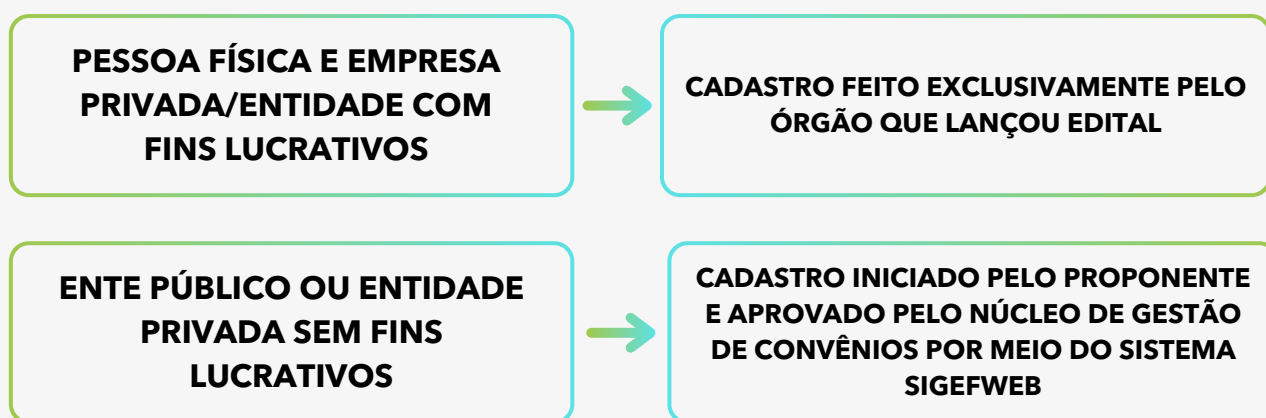 PESSOA FÍSICA E EMPRESA
PRIVADA/ENTIDADE COM
FINS LUCRATIVOS
CADASTRO FEITO EXCLUSIVAMENTE PELO
ÓRGÃO QUE LANÇOU EDITAL
ENTE PÚBLICO OU ENTIDADE
PRIVADA SEM FINS
LUCRATIVOS
CADASTRO INICIADO PELO PROPONENTE
E APROVADO PELO NÚCLEO DE GESTÃO
DE CONVÊNIOS POR MEIO DO SISTEMA
SIGEFWEB